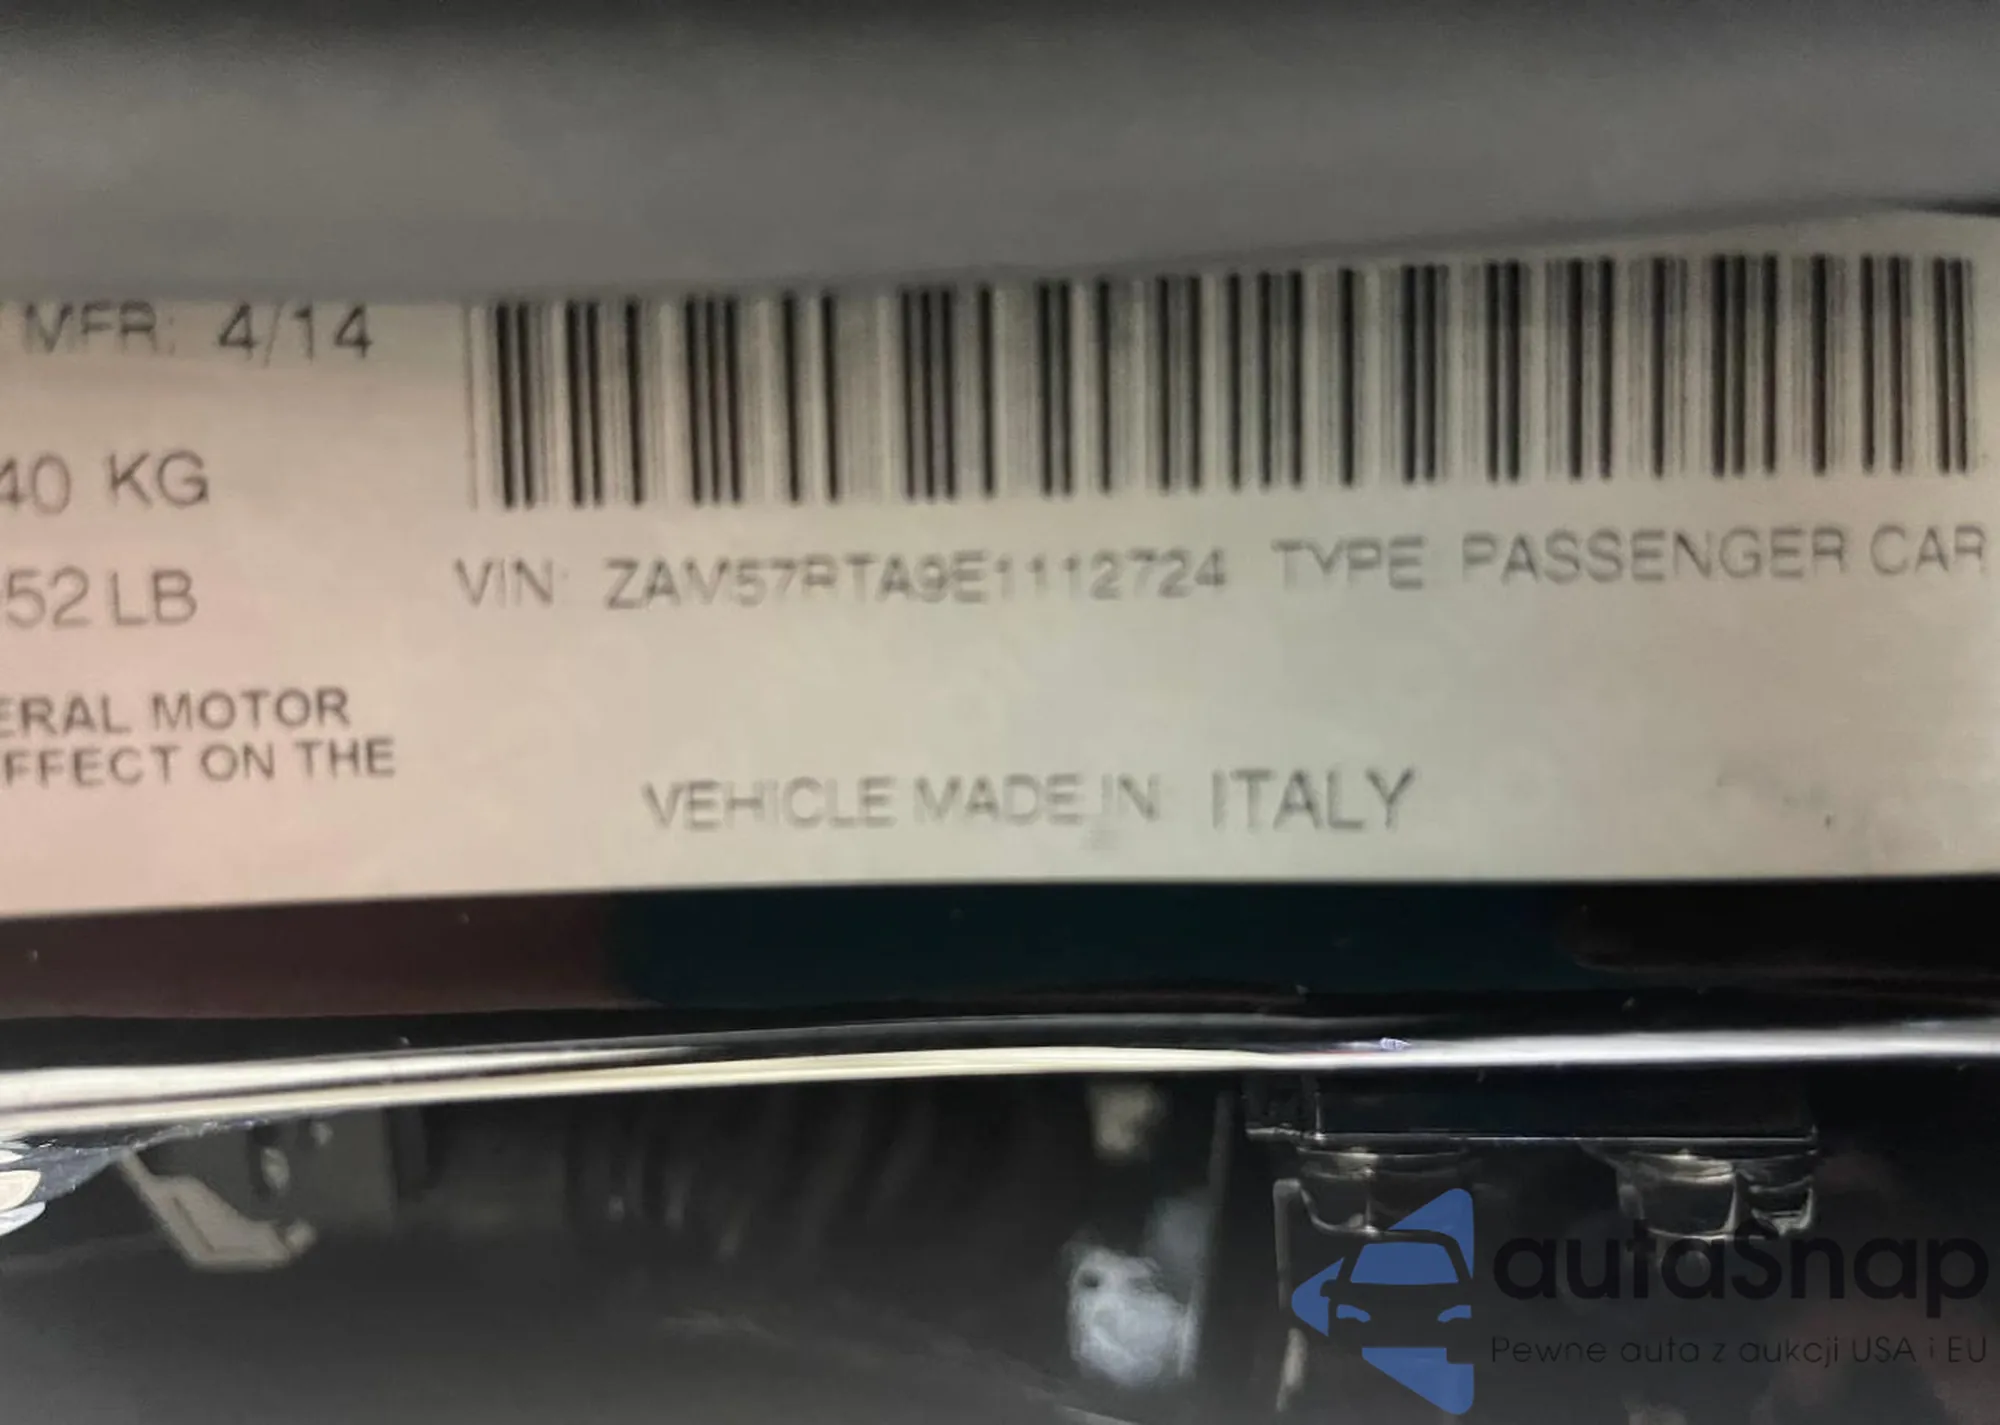 MFR: 4/14
40 KG
52 LB
VIN: ZAM57RTA9E1112724 TYPE PASSENGER CAR
ERAL MOTOR
FFECT ON THE
VEHICLE MADE IN ITALY
autaSnap
Pewne auta z aukcji USA i EU